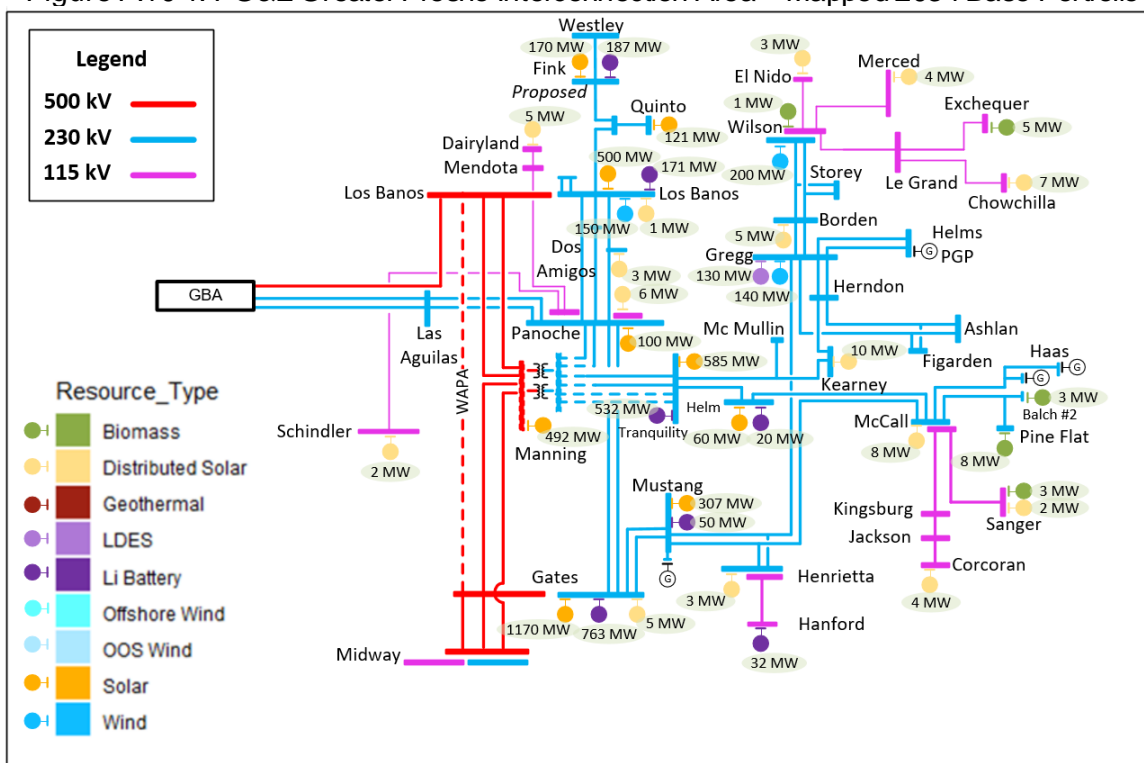 Legend
500 kV
230 kV
115 kV
Westley
170 MW
187 MW
Fink
Proposed
Quinto
121 MW
5 MW
Dairyland
Mendota
500 MW
171 MW
Los Banos
Los Banos
150 MW
1 MW
Dos
Amigos
3 MW
6 MW
3 MW
El Nido
Merced
4 MW
Exchequer
5 MW
1 MW
Wilson
200 MW
Le Grand
7 MW
Chowchilla
Storey
Borden
5 MW
Gregg
130 MW
140 MW
Helms
G
PGP
Herndon
Ashlan
Figarden
GBA
Las
Aguilas
Panoche
100 MW
Mc Mullin
585 MW
10 MW
Kearney
WAPA
532 MW
Tranquility
Helm
60 MW
20 MW
492 MW
Manning
Schindler
2 MW
Haas
G
G
3 MW
Balch #2
McCall
8 MW
Pine Flat
8 MW
3 MW
2 MW
Sanger
Kingsburg
Jackson
Corcoran
4 MW
Mustang
307 MW
50 MW
G
Henrietta
3 MW
Hanford
32 MW
Gates
1170 MW
763 MW
5 MW
Midway
Resource_Type
Biomass
Distributed Solar
Geothermal
LDES
Li Battery
Offshore Wind
OOS Wind
Solar
Wind